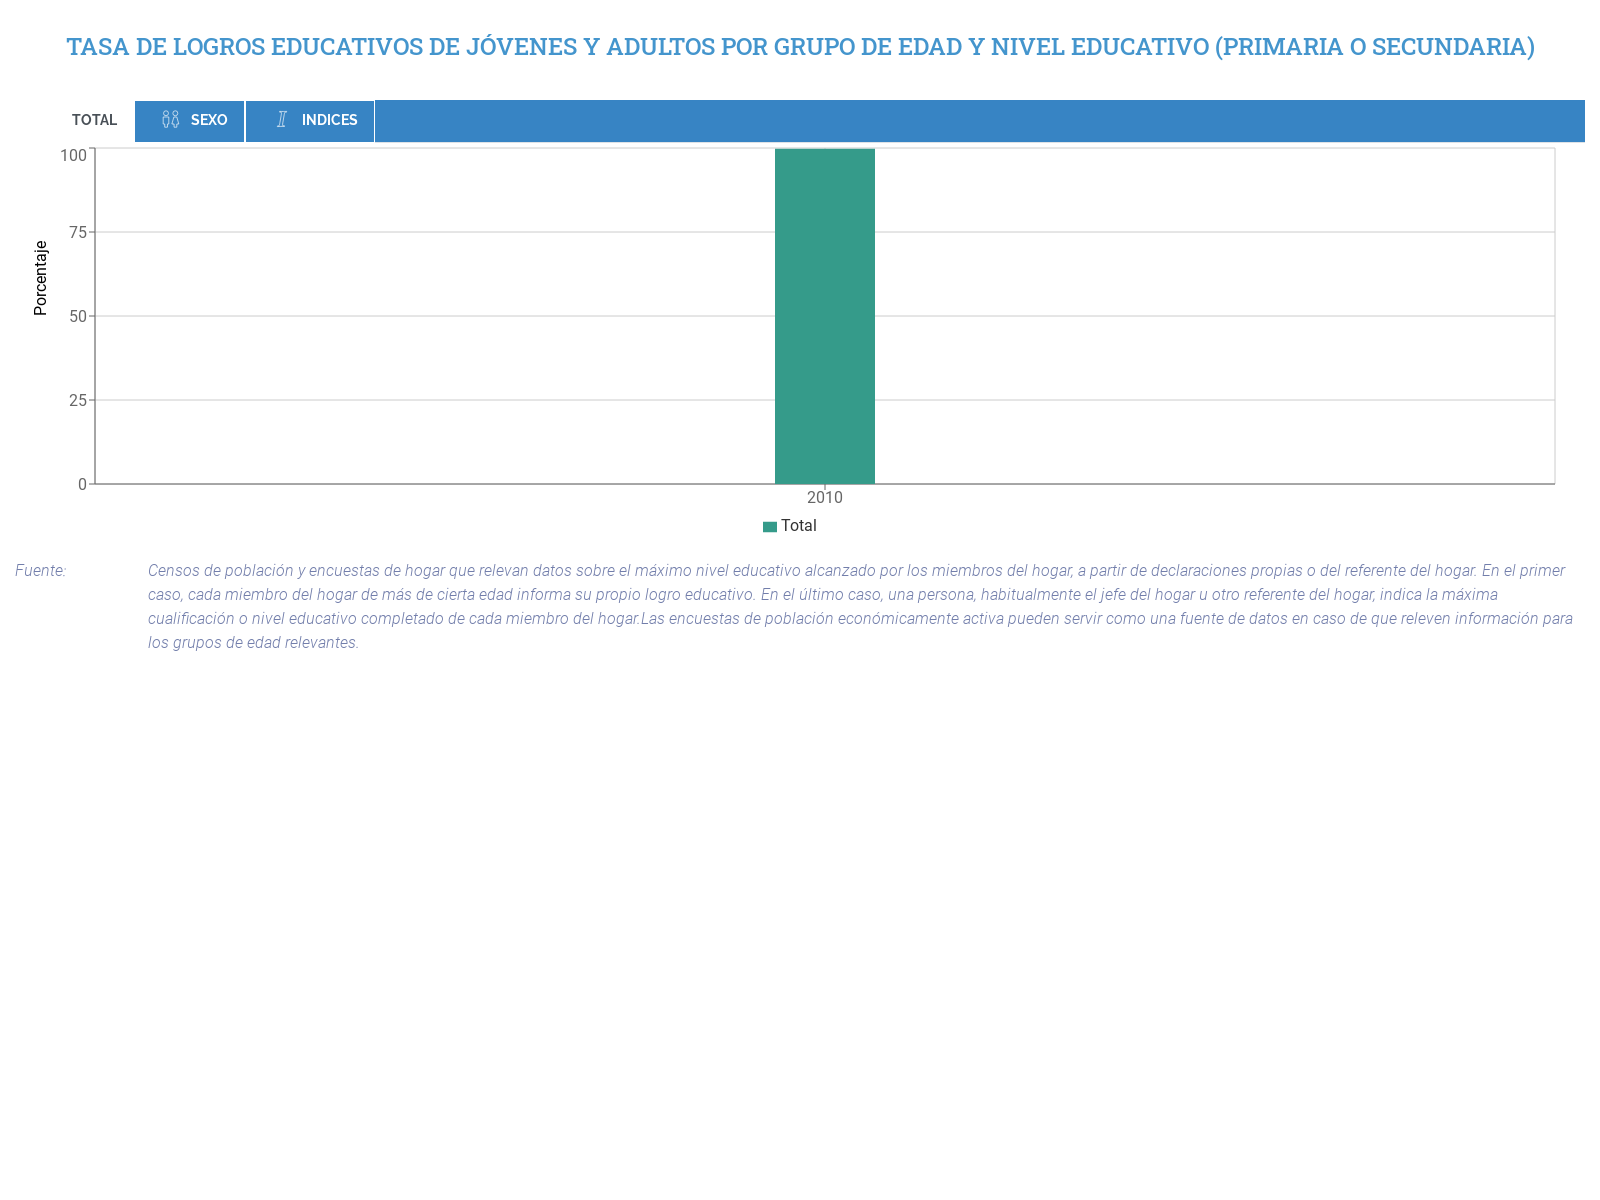 TASA DE LOGROS EDUCATIVOS DE JÓVENES Y ADULTOS POR GRUPO DE EDAD Y NIVEL EDUCATIVO (PRIMARIA O SECUNDARIA)
TOTAL SEXO INDICES
100
75
50
25
0
Porcentaje
2010
Total
Fuente: Censos de población y encuestas de hogar que relevan datos sobre el máximo nivel educativo alcanzado por los miembros del hogar, a partir de declaraciones propias o del referente del hogar. En el primer
caso, cada miembro del hogar de más de cierta edad informa su propio logro educativo. En el último caso, una persona, habitualmente el jefe del hogar u otro referente del hogar, indica la máxima
cualificación o nivel educativo completado de cada miembro del hogar.Las encuestas de población económicamente activa pueden servir como una fuente de datos en caso de que releven información para
los grupos de edad relevantes.